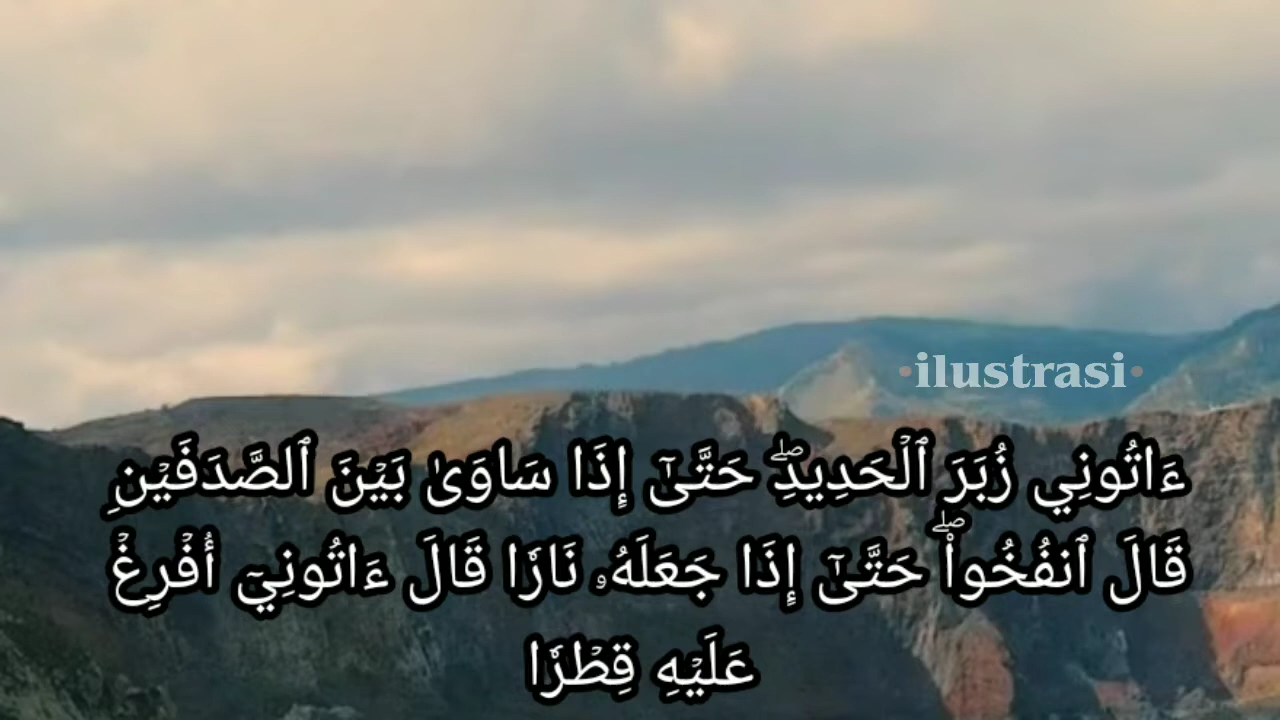 ·ilustrasi·
ءَاتُونِي زُبَرَ ٱلۡحَدِيدِۖ حَتَّىٰٓ إِذَا سَاوَىٰ بَيۡنَ ٱلصَّدَفَيۡنِ
قَالَ ٱنفُخُواْۖ حَتَّىٰٓ إِذَا جَعَلَهُۥ نَارٗا قَالَ ءَاتُونِيٓ أُفۡرِغۡ
عَلَيۡهِ قِطۡرٗا